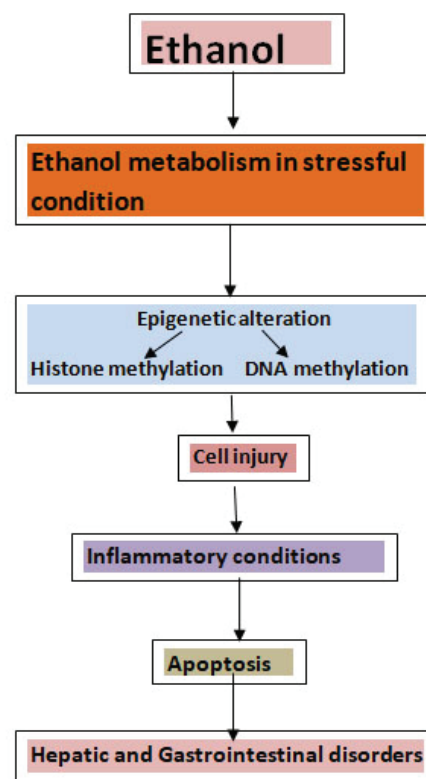 Ethanol
Ethanol metabolism in stressful
condition
Epigenetic alteration
Histone methylation DNA methylation
Cell injury
Inflammatory conditions
Apoptosis
Hepatic and Gastrointestinal disorders